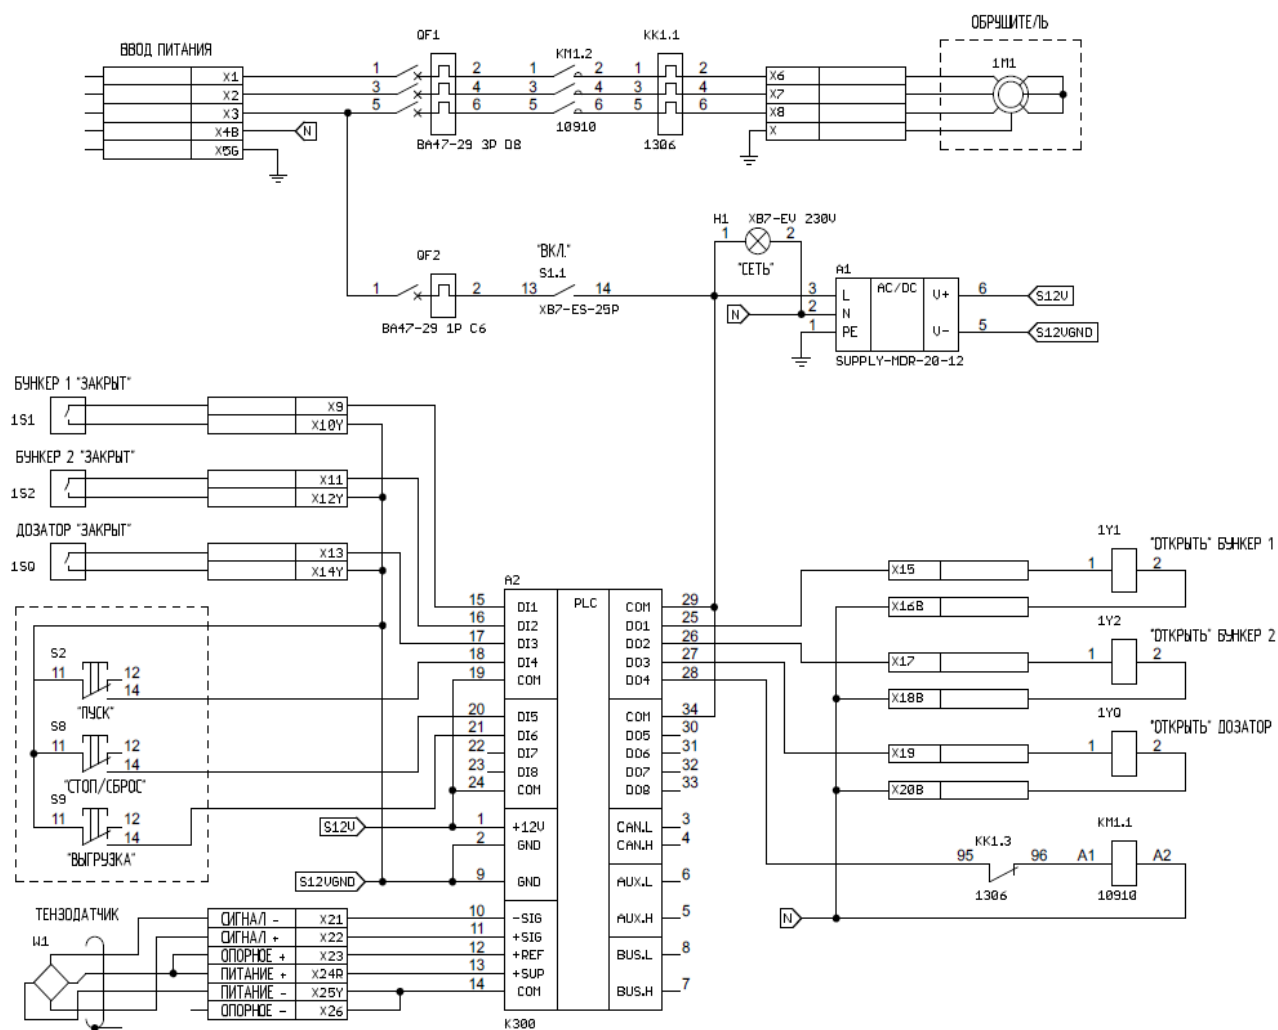 ОБРУШИТЕЛЬ
ВВОД ПИТАНИЯ
QF1
KM1.2
KK1.1
1M1
X1 1 2 1 2 1 2 X6
X2 3 4 3 4 3 4 X7
X3 5 6 5 6 5 6 X8
X4B N 10910 X
X5G BA47-29 3P D8 1306
H1 XB7-EV 230V
1 2
"СЕТЬ"
QF2 "ВКЛ." A1
S1.1
1 2 13 14 3 L AC/DC V+ 6 S12V
XB7-ES-25P
N 2 N
BA47-29 1P C6 1 PE V- 5 S12VGND
SUPPLY-MDR-20-12
БУНКЕР 1 "ЗАКРЫТ"
1S1 X9
X10Y
БУНКЕР 2 "ЗАКРЫТ"
1S2 X11
X12Y
ДОЗАТОР "ЗАКРЫТ"
1SQ X13
X14Y
S2
11 12
14
"ПУСК"
S8
11 12
14
"СТОП/СБРОС"
S9
11 12
14
"ВЫГРУЗКА"
S12V
S12VGND
A2
PLC
15 DI1 COM 29
16 DI2 DO1 25
17 DI3 DO2 26
18 DI4 DO3 27
19 COM DO4 28
20 DI5 COM 34
21 DI6 DO5 30
22 DI7 DO6 31
23 DI8 DO7 32
24 COM DO8 33
1 +12V CAN.L 3
2 GND CAN.H 4
9 GND AUX.L 6
10 -SIG AUX.H 5
11 +SIG
12 +REF BUS.L 8
13 +SUP
14 COM BUS.H 7
K300
1Y1 "ОТКРЫТЬ" БУНКЕР 1
X15 1 2
X16B
1Y2 "ОТКРЫТЬ" БУНКЕР 2
X17 1 2
X18B
1YQ "ОТКРЫТЬ" ДОЗАТОР
X19 1 2
X20B
KK1.3 KM1.1
95 96 A1 A2
1306 10910
N
ТЕНЗОДАТЧИК
W1
СИГНАЛ - X21
СИГНАЛ + X22
ОПОРНОЕ + X23
ПИТАНИЕ + X24R
ПИТАНИЕ - X25Y
ОПОРНОЕ - X26